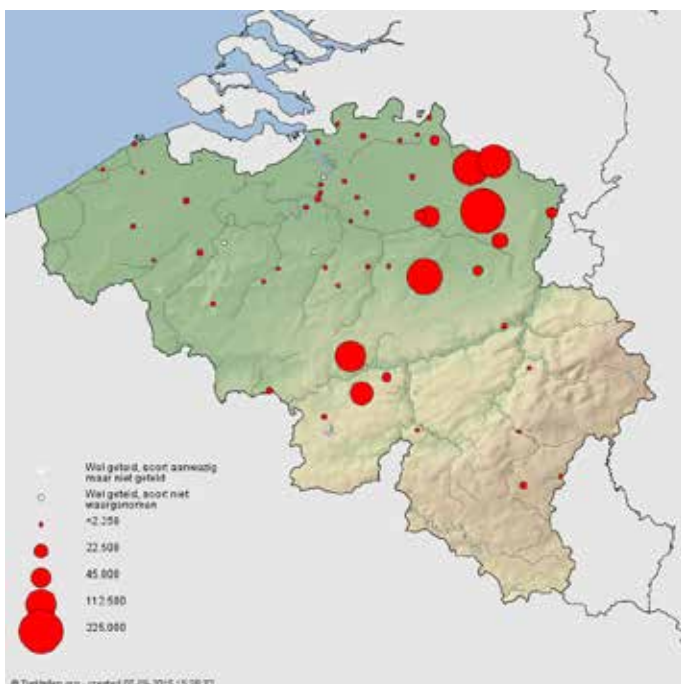 Wel geteld, soort aanwezig
maar niet geteld
Wel geteld, soort niet
waargenomen
<2.250
22.500
45.000
112.500
225.000